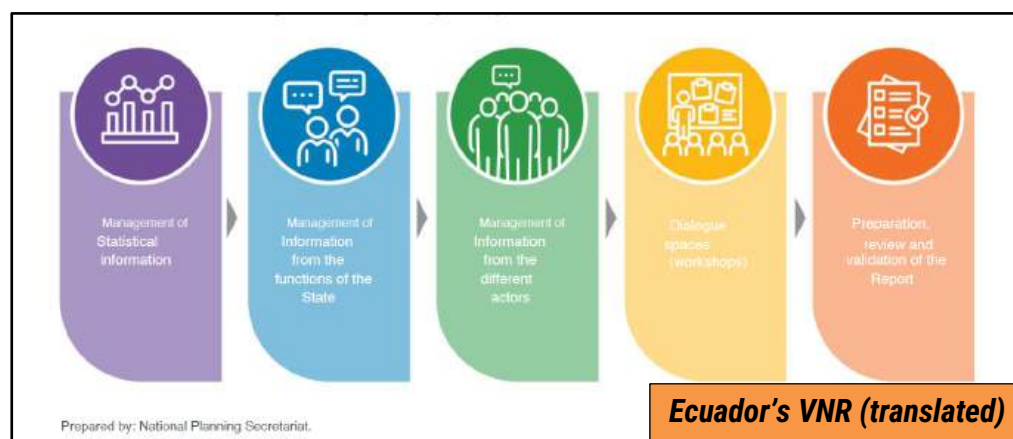 Management of
Statistical
information
Management of
Information
from the
functions of the
State
Management of
Information
from the
different
actors
Dialogue
spaces
(workshops)
Preparation,
review and
validation of the
Report
Prepared by: National Planning Secretariat.
Ecuador's VNR (translated)